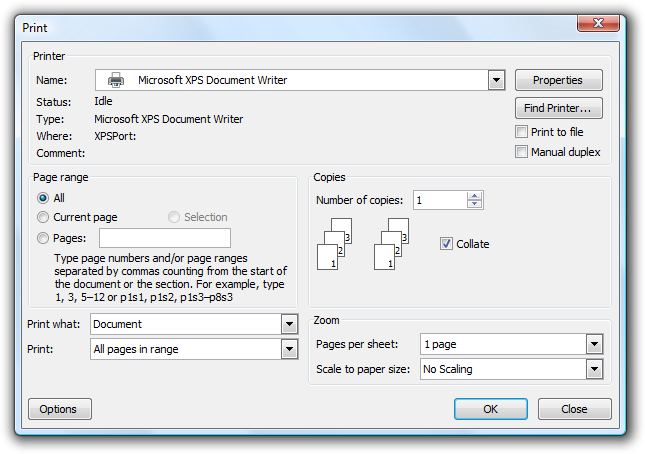 Print
Printer
Name: Microsoft XPS Document Writer Properties
Status: Idle Find Printer...
Type: Microsoft XPS Document Writer
Where: XPSPort: Print to file
Comment: Manual duplex
Page range
All
Current page Selection
Pages:
Type page numbers and/or page ranges
separated by commas counting from the start of
the document or the section. For example, type
1, 3, 5–12 or p1s1, p1s2, p1s3–p8s3
Copies
Number of copies: 1
3 3
2 2
1 1
Collate
Print what: Document
Print: All pages in range
Zoom
Pages per sheet: 1 page
Scale to paper size: No Scaling
Options OK Close